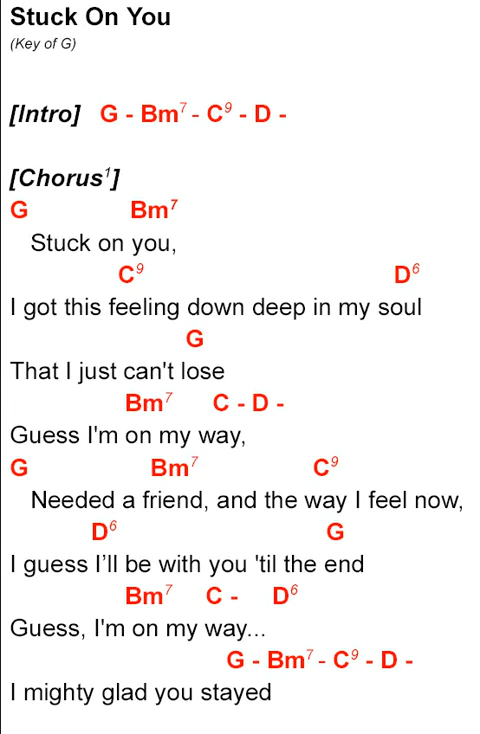 Stuck On You
(Key of G)
[Intro] G - Bm⁷ - C⁹ - D -
[Chorus¹]
G Bm⁷
Stuck on you,
C⁹ D⁶
I got this feeling down deep in my soul
G
That I just can't lose
Bm⁷ C - D -
Guess I'm on my way,
G Bm⁷ C⁹
Needed a friend, and the way I feel now,
D⁶ G
I guess I’ll be with you 'til the end
Bm⁷ C - D⁶
Guess, I'm on my way...
G - Bm⁷ - C⁹ - D -
I mighty glad you stayed